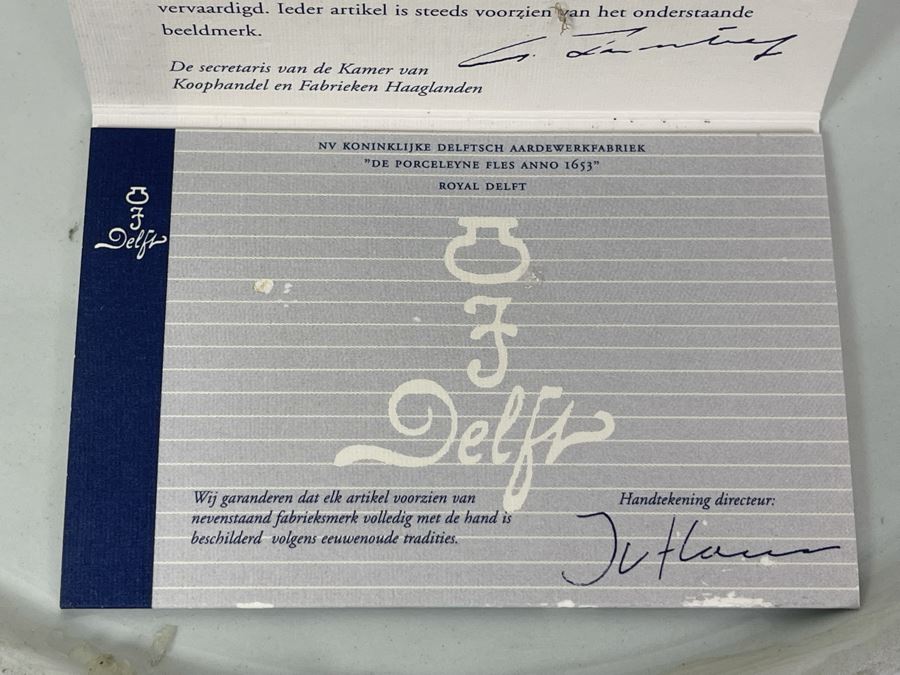 vervaardigd. Ieder artikel is steeds voorzien van het onderstaande
beeldmerk.
De secretaris van de Kamer van
Koophandel en Fabrieken Haaglanden
NV KONINKLIJKE DELFTSCH AARDEWERKFABRIEK
"DE PORCELEYNE FLES ANNO 1653"
ROYAL DELFT
Delft
Delft
Wij garanderen dat elk artikel voorzien van
nevenstaand fabrieksmerk volledig met de hand is
beschilderd volgens eeuwenoude tradities.
Handtekening directeur: